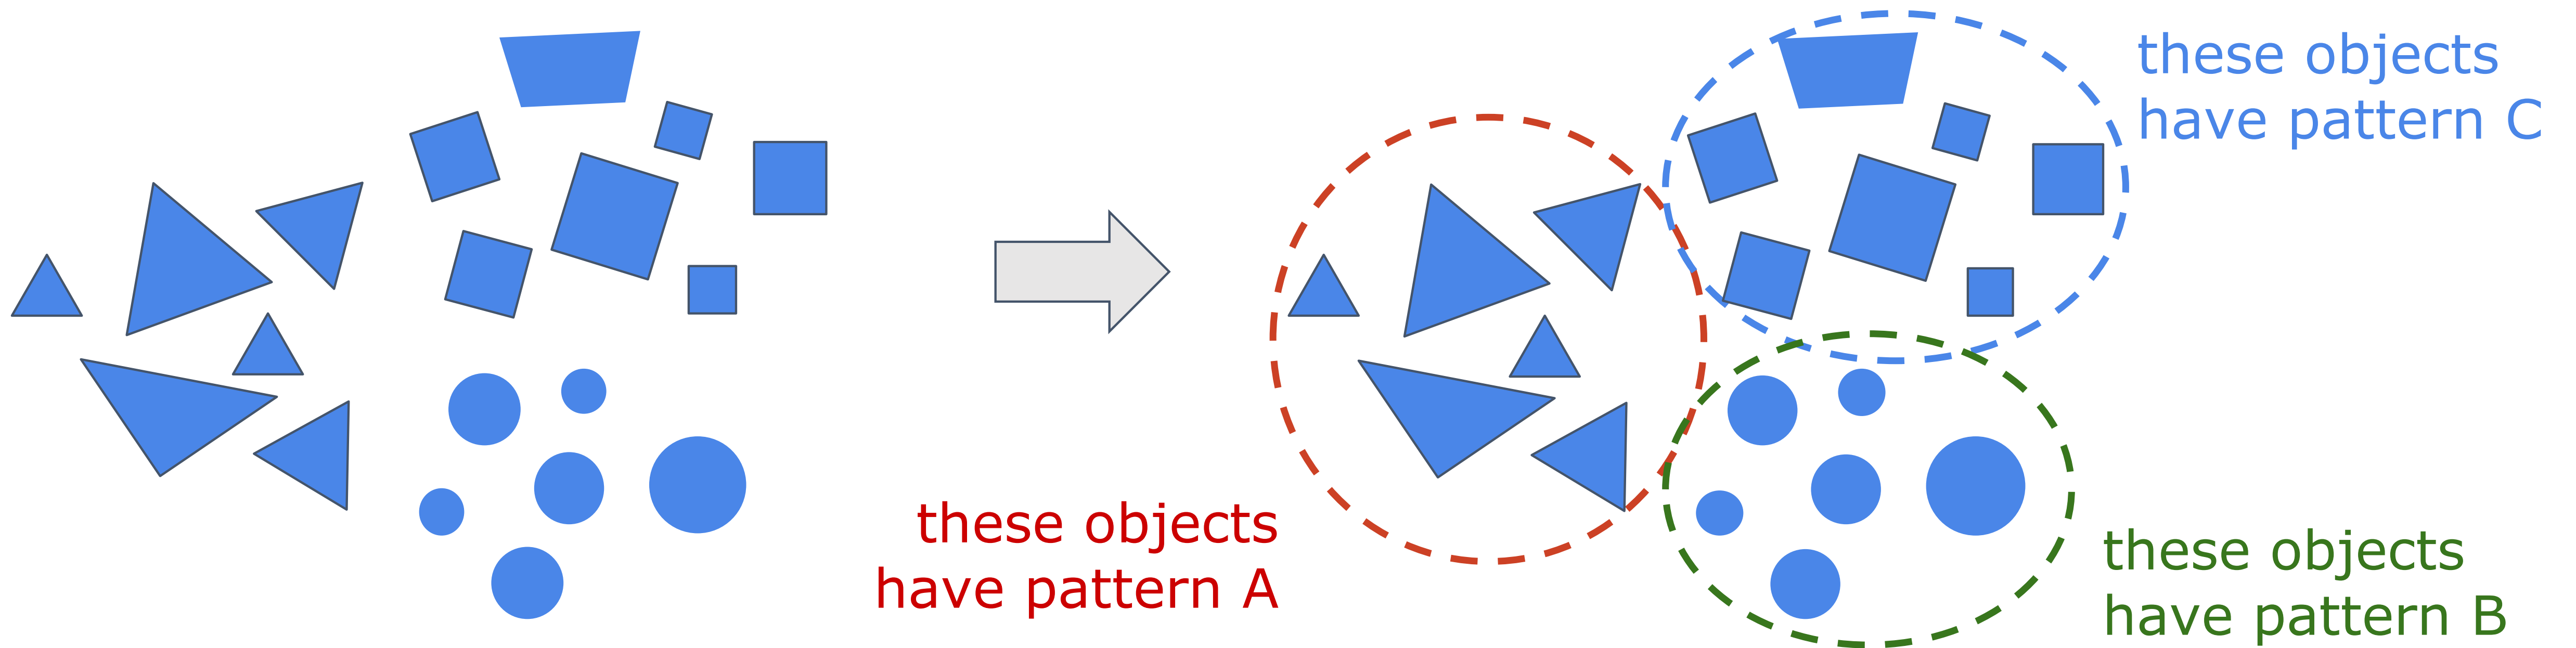 these objects
have pattern C
these objects
have pattern A
these objects
have pattern B